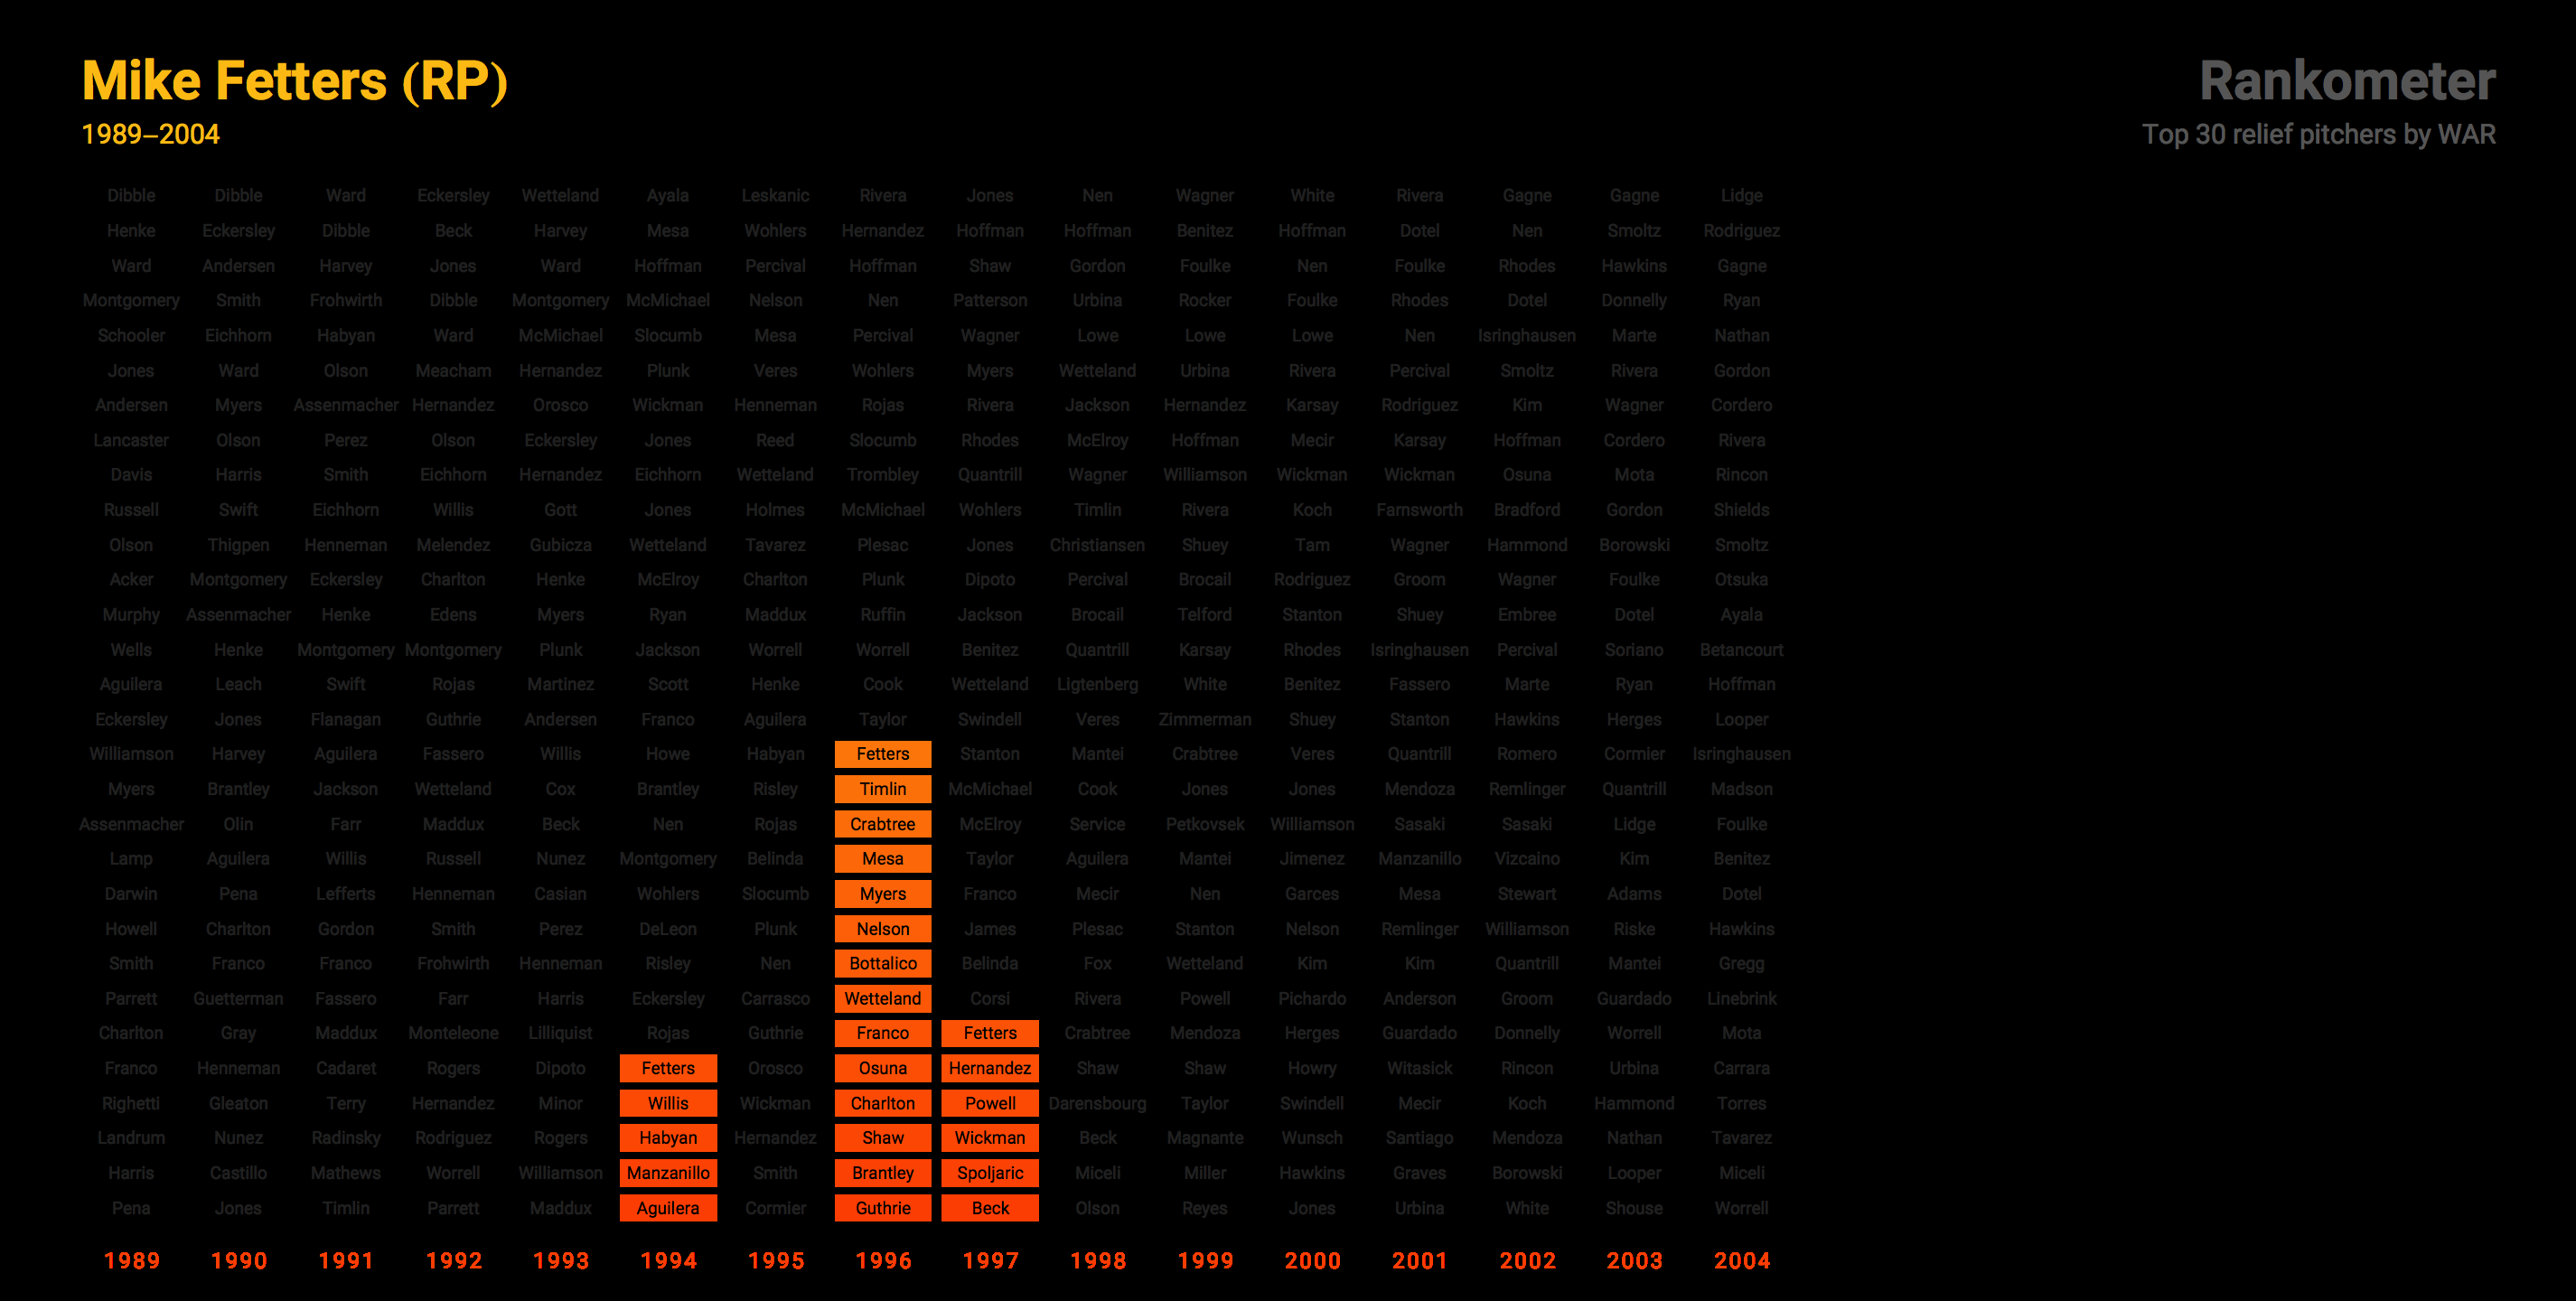 Mike Fetters (RP)
1989–2004
Rankometer
Top 30 relief pitchers by WAR
Dibble Dibble Ward Eckersley Wetteland Ayala Leskanic Rivera Jones Nen Wagner White Rivera Gagne Gagne Lidge
Henke Eckersley Dibble Beck Harvey Mesa Wohlers Hernandez Hoffman Hoffman Benitez Hoffman Dotel Nen Smoltz Rodriguez
Ward Andersen Harvey Jones Ward Hoffman Percival Hoffman Shaw Gordon Foulke Nen Foulke Rhodes Hawkins Gagne
Montgomery Smith Frohwirth Dibble Montgomery McMichael Nelson Nen Patterson Urbina Rocker Foulke Rhodes Dotel Donnelly Ryan
Schooler Eichhorn Habyan Ward McMichael Slocumb Mesa Percival Wagner Lowe Lowe Lowe Nen Isringhausen Marte Nathan
Jones Ward Olson Meacham Hernandez Plunk Veres Wohlers Myers Wetteland Urbina Rivera Percival Smoltz Rivera Gordon
Andersen Myers Assenmacher Hernandez Orosco Wickman Henneman Rojas Rivera Jackson Hernandez Karsay Rodriguez Kim Wagner Cordero
Lancaster Olson Perez Olson Eckersley Jones Reed Slocumb Rhodes McElroy Hoffman Mecir Karsay Hoffman Cordero Rivera
Davis Harris Smith Eichhorn Hernandez Eichhorn Wetteland Trombley Quantrill Wagner Williamson Wickman Wickman Osuna Mota Rincon
Russell Swift Eichhorn Willis Gott Jones Holmes McMichael Wohlers Timlin Rivera Koch Farnsworth Bradford Gordon Shields
Olson Thigpen Henneman Melendez Gubicza Wetteland Tavarez Plesac Jones Christiansen Shuey Tam Wagner Hammond Borowski Smoltz
Acker Montgomery Eckersley Charlton Henke McElroy Charlton Plunk Dipoto Percival Brocail Rodriguez Groom Wagner Foulke Otsuka
Murphy Assenmacher Henke Edens Myers Ryan Maddux Ruffin Jackson Brocail Telford Stanton Shuey Embree Dotel Ayala
Wells Henke Montgomery Montgomery Plunk Jackson Worrell Worrell Benitez Quantrill Karsay Rhodes Isringhausen Percival Soriano Betancourt
Aguilera Leach Swift Rojas Martinez Scott Henke Cook Wetteland Ligtenberg White Benitez Fassero Marte Ryan Hoffman
Eckersley Jones Flanagan Guthrie Andersen Franco Aguilera Taylor Swindell Veres Zimmerman Shuey Stanton Hawkins Herges Looper
Williamson Harvey Aguilera Fassero Willis Howe Habyan Fetters Stanton Mantei Crabtree Veres Quantrill Romero Cormier Isringhausen
Myers Brantley Jackson Wetteland Cox Brantley Risley Timlin McMichael Cook Jones Jones Mendoza Remlinger Quantrill Madson
Assenmacher Olin Farr Maddux Beck Nen Rojas Crabtree McElroy Service Petkovsek Williamson Sasaki Sasaki Lidge Foulke
Lamp Aguilera Willis Russell Nunez Montgomery Belinda Mesa Taylor Aguilera Mantei Jimenez Manzanillo Vizcaino Kim Benitez
Darwin Pena Lefferts Henneman Casian Wohlers Slocumb Myers Franco Mecir Nen Garces Mesa Stewart Adams Dotel
Howell Charlton Gordon Smith Perez DeLeon Plunk Nelson James Plesac Stanton Nelson Remlinger Williamson Riske Hawkins
Smith Franco Franco Frohwirth Henneman Risley Nen Bottalico Belinda Fox Wetteland Kim Kim Quantrill Mantei Gregg
Parrett Guetterman Fassero Farr Harris Eckersley Carrasco Wetteland Corsi Rivera Powell Pichardo Anderson Groom Guardado Linebrink
Charlton Gray Maddux Monteleone Lilliquist Rojas Guthrie Franco Fetters Crabtree Mendoza Herges Guardado Donnelly Worrell Mota
Franco Henneman Cadaret Rogers Dipoto Fetters Orosco Osuna Hernandez Shaw Shaw Howry Witasick Rincon Urbina Carrara
Righetti Gleaton Terry Hernandez Minor Willis Wickman Charlton Powell Darensbourg Taylor Swindell Mecir Koch Hammond Torres
Landrum Nunez Radinsky Rodriguez Rogers Habyan Hernandez Shaw Wickman Beck Magnante Wunsch Santiago Mendoza Nathan Tavarez
Harris Castillo Mathews Worrell Williamson Manzanillo Smith Brantley Spoljaric Miceli Miller Hawkins Graves Borowski Looper Miceli
Pena Jones Timlin Parrett Maddux Aguilera Cormier Guthrie Beck Olson Reyes Jones Urbina White Shouse Worrell
1989 1990 1991 1992 1993 1994 1995 1996 1997 1998 1999 2000 2001 2002 2003 2004